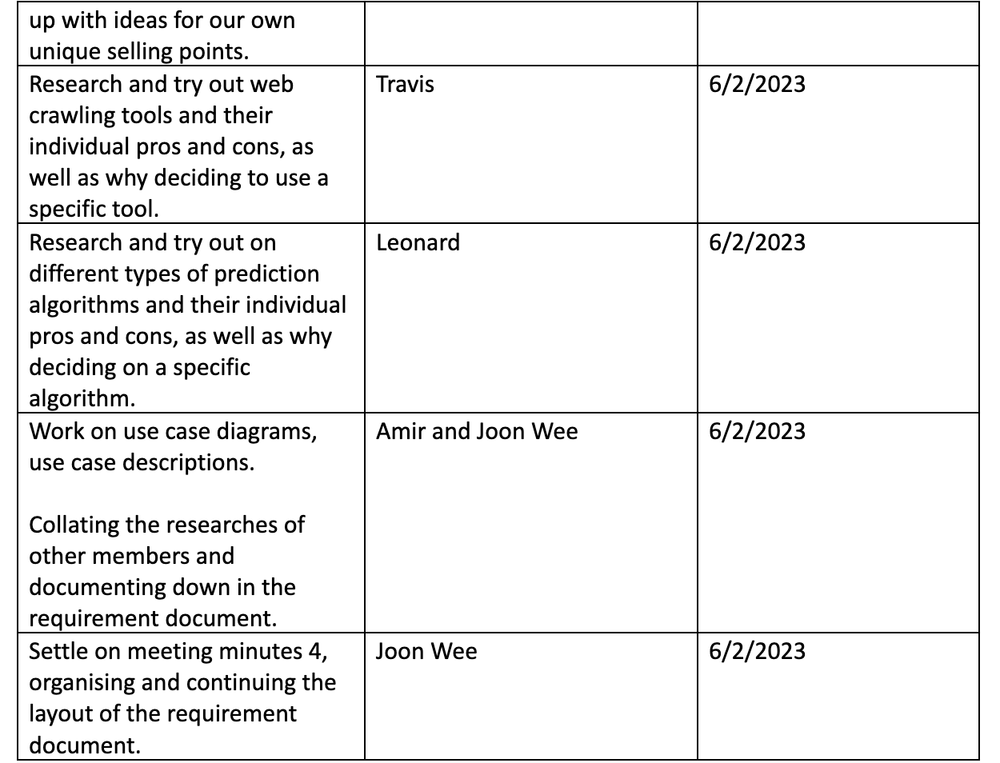 up with ideas for our own
unique selling points.
Research and try out web
crawling tools and their
individual pros and cons, as
well as why deciding to use a
specific tool.
Travis
6/2/2023
Research and try out on
different types of prediction
algorithms and their individual
pros and cons, as well as why
deciding on a specific
algorithm.
Leonard
6/2/2023
Work on use case diagrams,
use case descriptions.
Collating the researches of
other members and
documenting down in the
requirement document.
Amir and Joon Wee
6/2/2023
Settle on meeting minutes 4,
organising and continuing the
layout of the requirement
document.
Joon Wee
6/2/2023